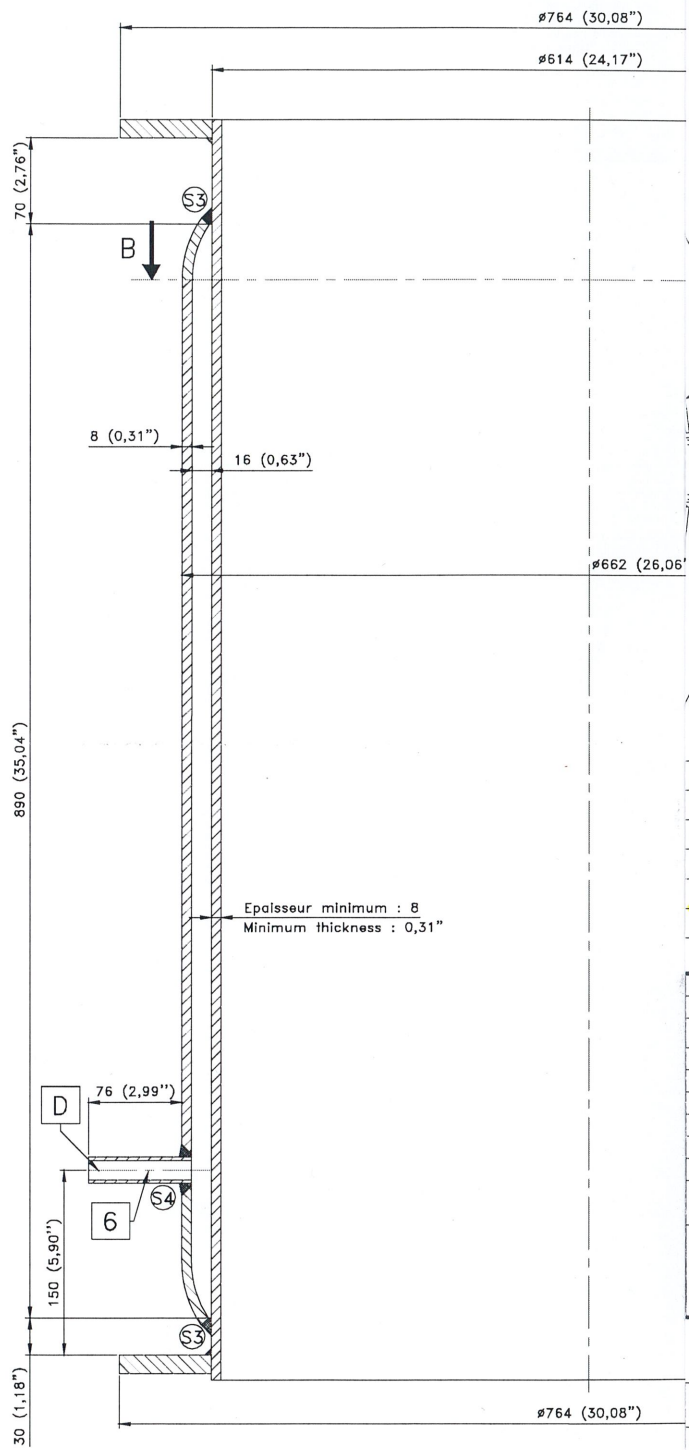 ø764 (30,08")
ø614 (24,17")
70 (2,76")
S3
B
8 (0,31")
16 (0,63")
ø662 (26,06"
890 (35,04")
Epaisseur minimum : 8
Minimum thickness : 0,31"
76 (2,99'')
D
S4
6
150 (5,90")
S3
30 (1,18")
ø764 (30,08")